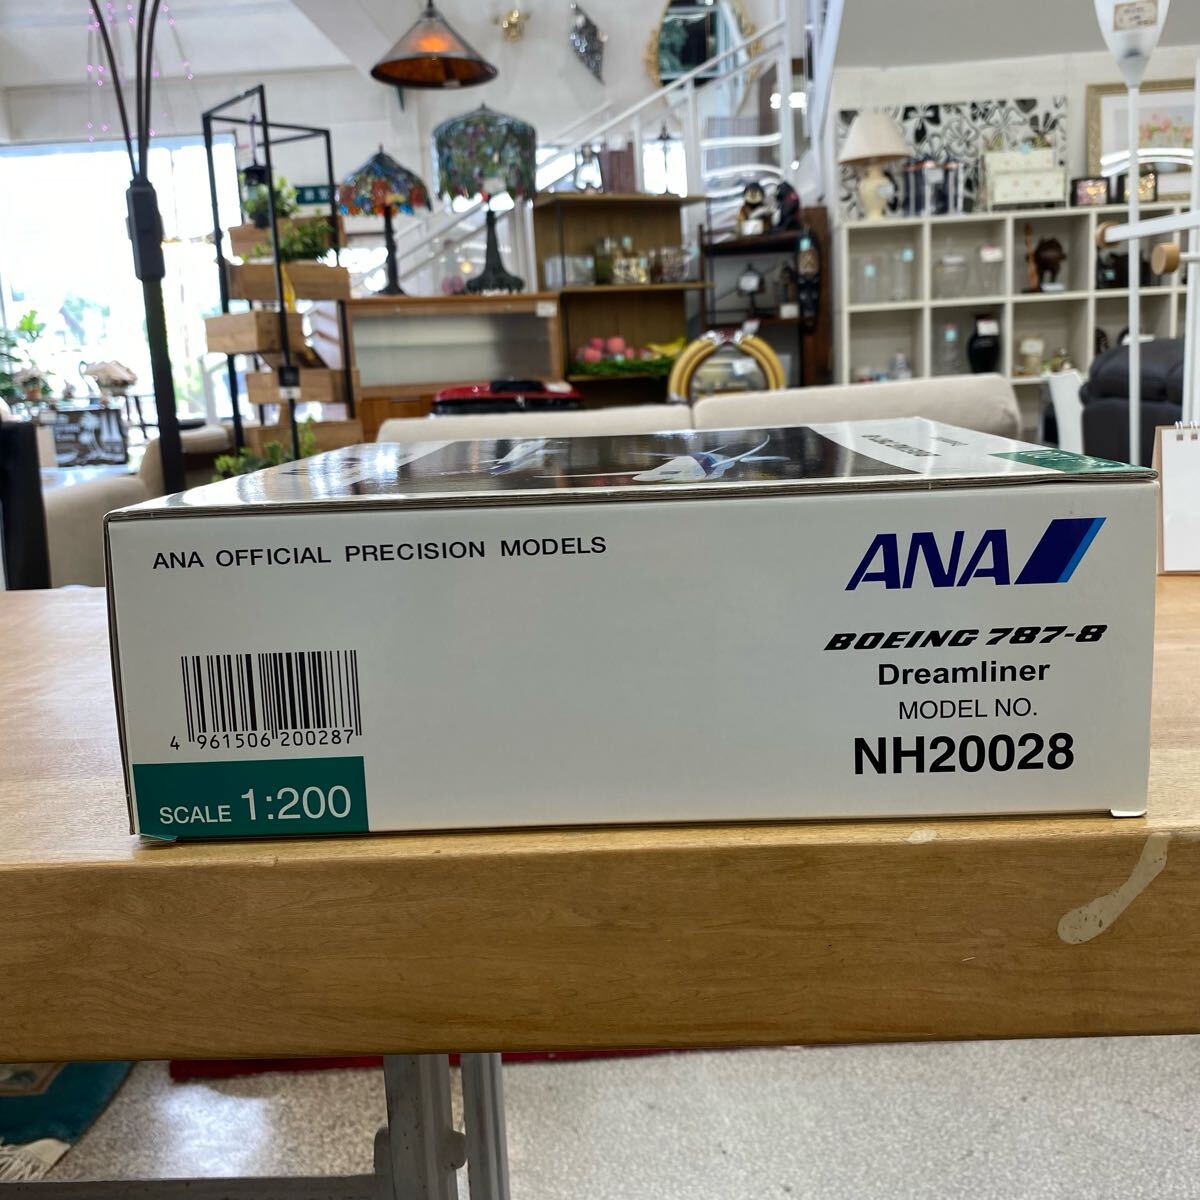 ANA OFFICIAL PRECISION MODELS
ANA
BOEING 787-8
Dreamliner
MODEL NO.
NH20028
4 961506 200287
SCALE 1:200